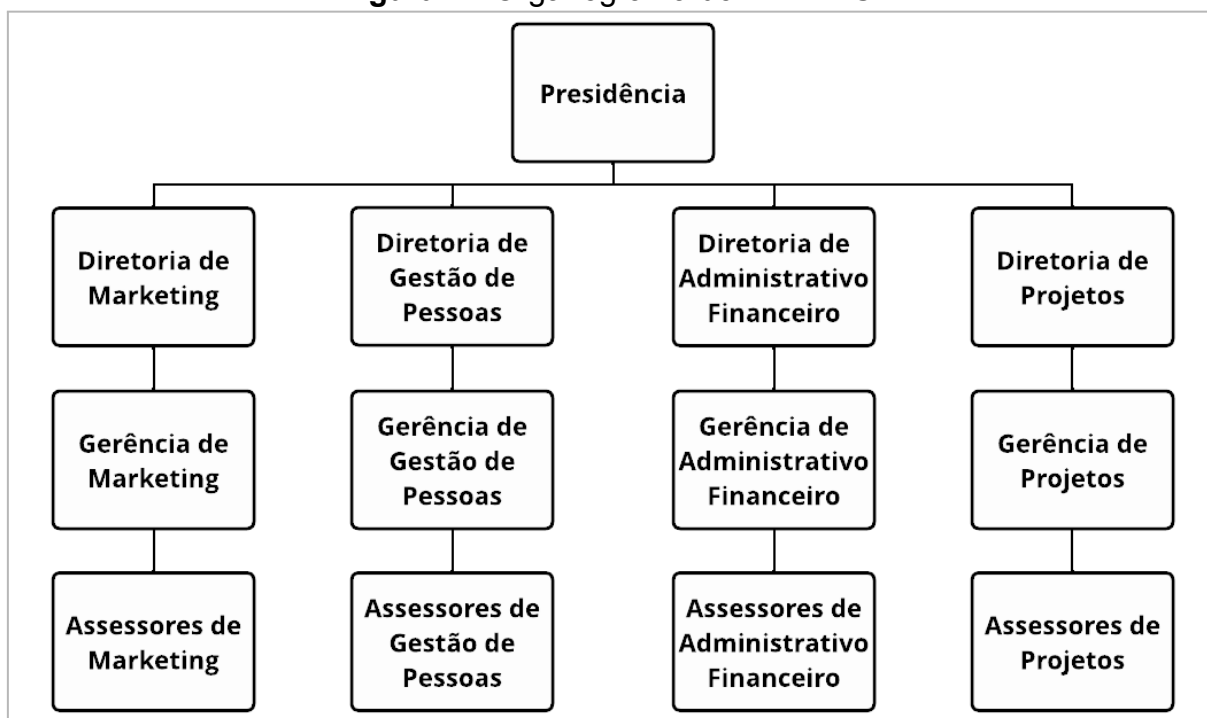 Presidência
Diretoria de
Marketing
Diretoria de
Gestão de
Pessoas
Diretoria de
Administrativo
Financeiro
Diretoria de
Projetos
Gerência de
Marketing
Gerência de
Gestão de
Pessoas
Gerência de
Administrativo
Financeiro
Gerência de
Projetos
Assessores de
Marketing
Assessores de
Gestão de
Pessoas
Assessores de
Administrativo
Financeiro
Assessores de
Projetos